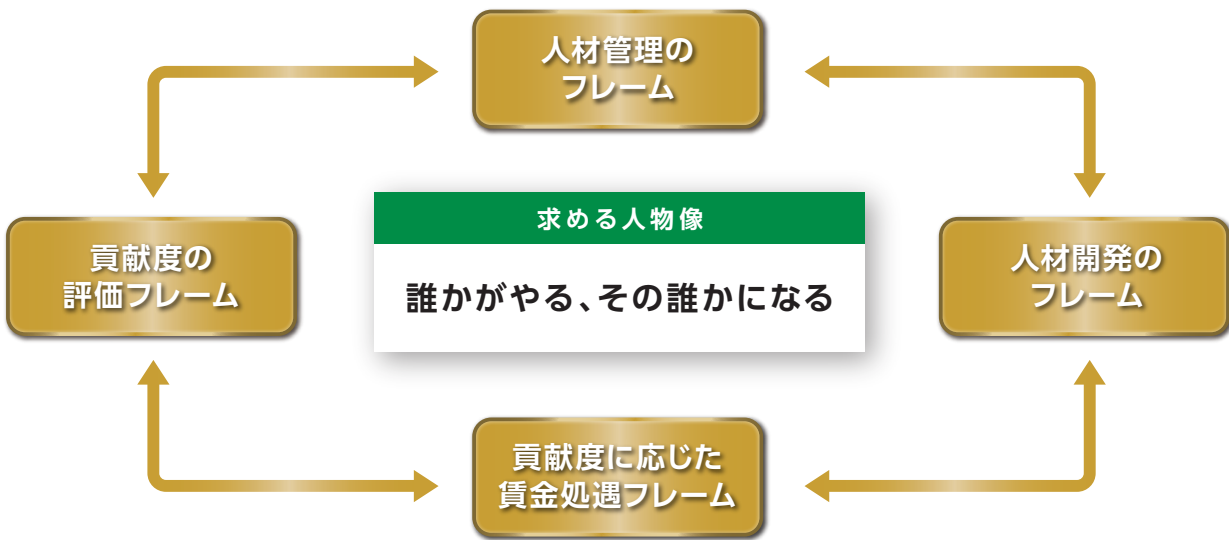 人材管理の
フレーム
求める人物像
誰かがやる、その誰かになる
貢献度の
評価フレーム
人材開発の
フレーム
貢献度に応じた
賃金処遇フレーム